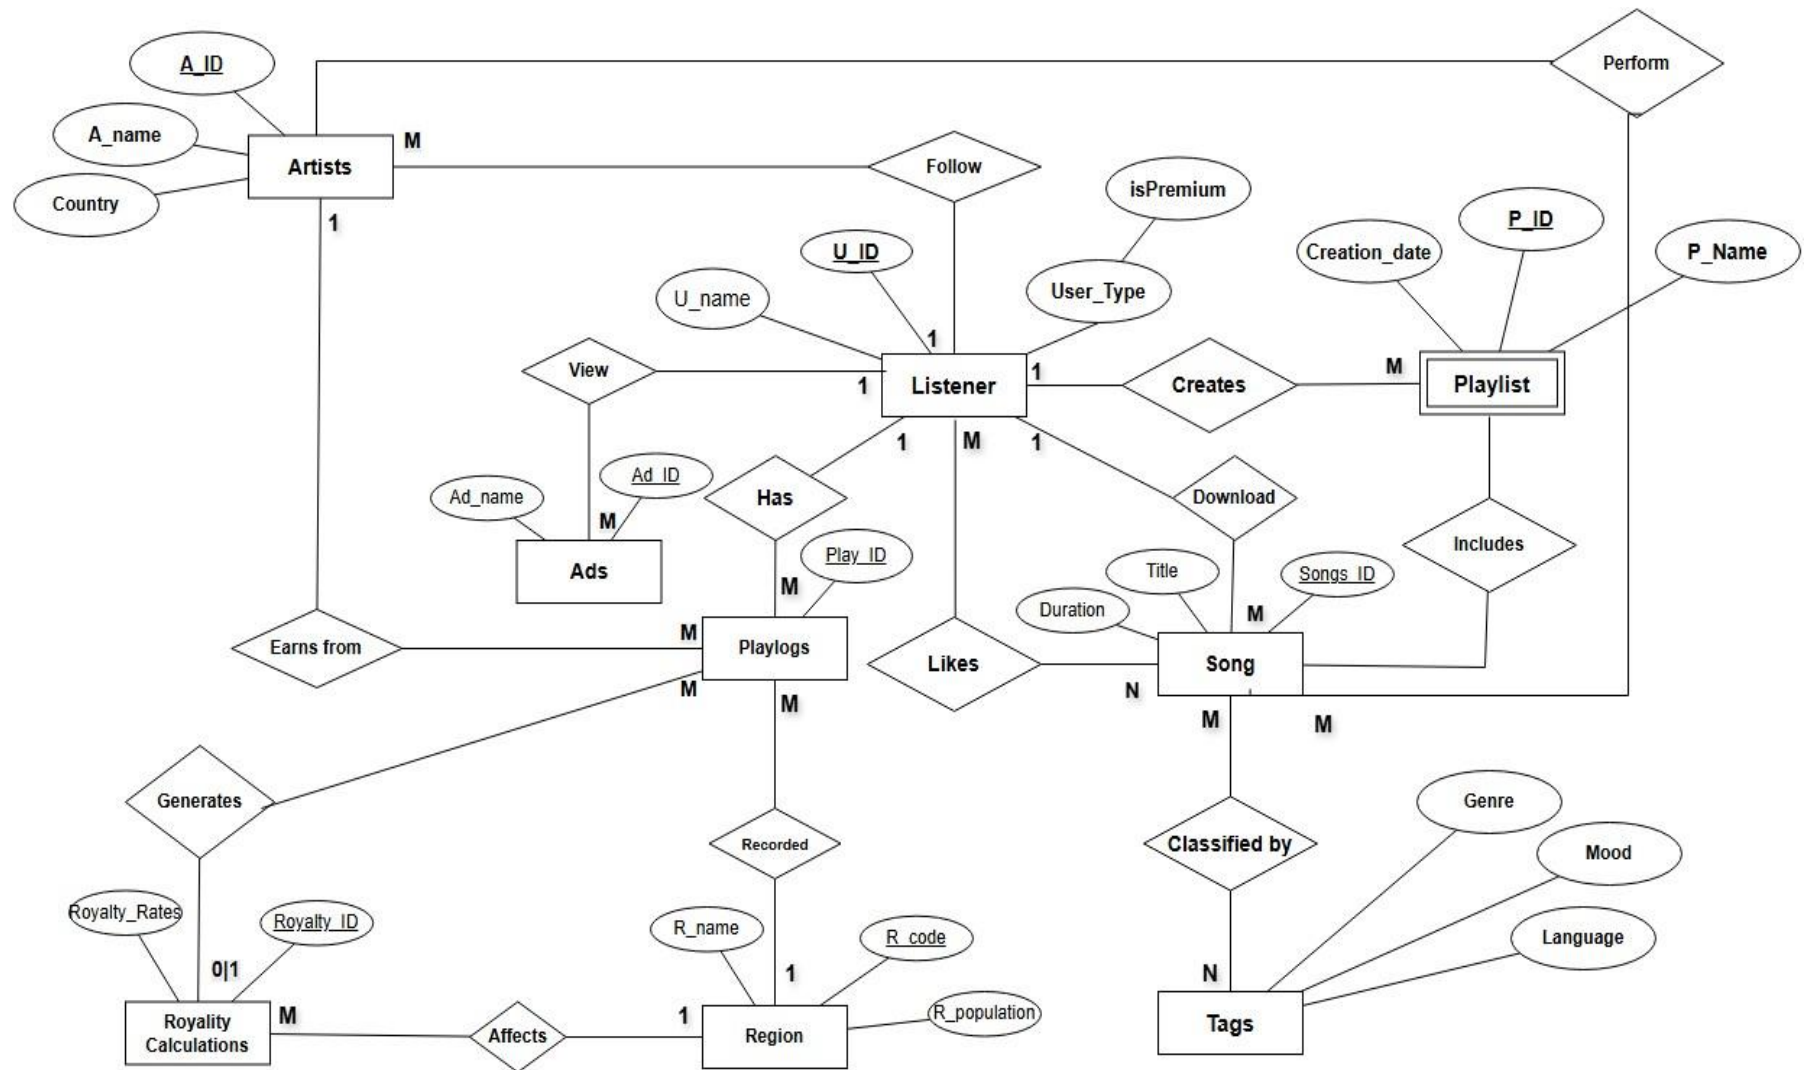 A_ID
Perform
A_name
M
Artists
Follow
isPremium
Country
1
U_ID
Creation_date
P_ID
P_Name
U_name
User_Type
1
View
1
Listener
1
Creates
M
Playlist
1
M
1
Ad_name
Ad_ID
Has
Download
M
Ads
Play_ID
Includes
Title
Songs_ID
M
Duration
M
Earns from
M
Playlogs
Likes
Song
M
N
M
M
M
Generates
Genre
Recorded
Classified by
Mood
Royalty_Rates
Royalty_ID
R_name
R_code
Language
0|1
1
N
Royality
Calculations
M
Affects
1
Region
R_population
Tags